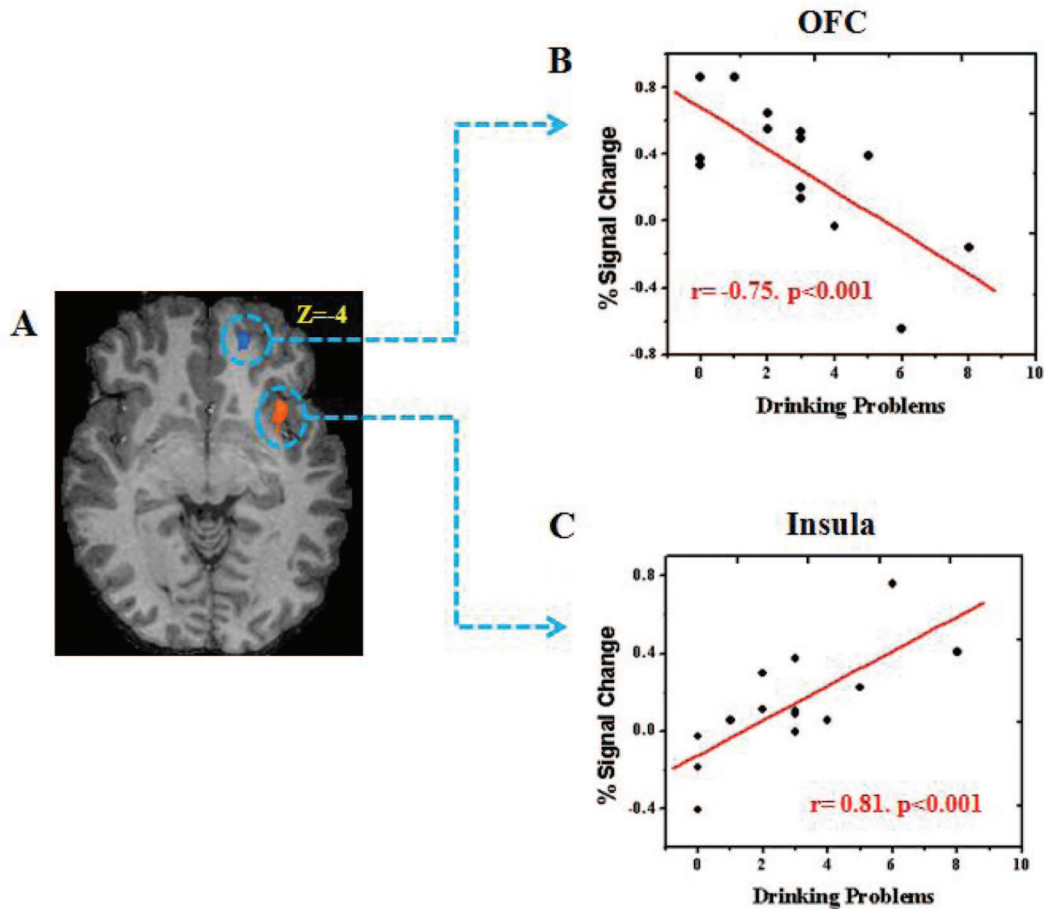 A
Z=-4
B
OFC
% Signal Change
0.8
0.4
0.0
-0.4
-0.8
r= -0.75. p<0.001
0 2 4 6 8 10
Drinking Problems
C
Insula
% Signal Change
0.8
0.4
0.0
-0.4
r= 0.81. p<0.001
0 2 4 6 8 10
Drinking Problems